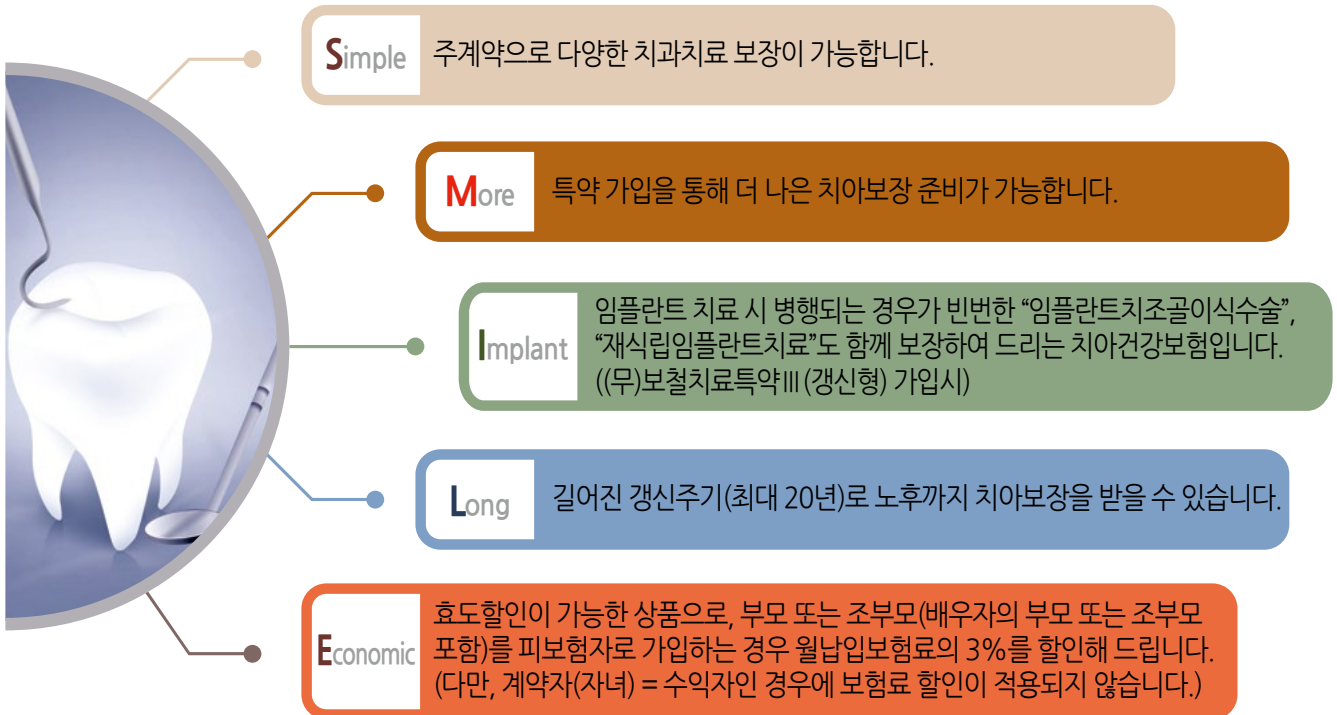 Simple 주계약으로 다양한 치과치료 보장이 가능합니다.
More 특약 가입을 통해 더 나은 치아보장 준비가 가능합니다.
Implant
임플란트 치료 시 병행되는 경우가 빈번한 “임플란트치조골이식수술”,
“재식립임플란트치료”도 함께 보장하여 드리는 치아건강보험입니다.
((무)보철치료특약Ⅲ(갱신형) 가입시)
Long 길어진 갱신주기(최대 20년)로 노후까지 치아보장을 받을 수 있습니다.
Economic
효도할인이 가능한 상품으로, 부모 또는 조부모(배우자의 부모 또는 조부모
포함)를 피보험자로 가입하는 경우 월납입보험료의 3%를 할인해 드립니다.
(다만, 계약자(자녀) = 수익자인 경우에 보험료 할인이 적용되지 않습니다.)